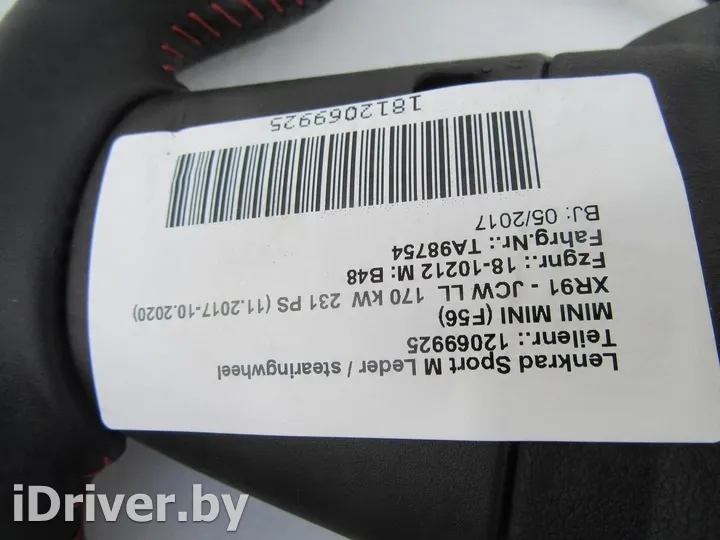 Lenkrad Sport M Leder / stearingwheel
Teilenr.: 12069925
MINI MINI (F56)
XR91 - JCW LL 170 kW 231 PS (11.2017-10.2020)
Fzgnr.: 18-10212 M: B48
Fahrg.Nr.: TA98754
BJ: 05/2017
1812069925
iDriver.by